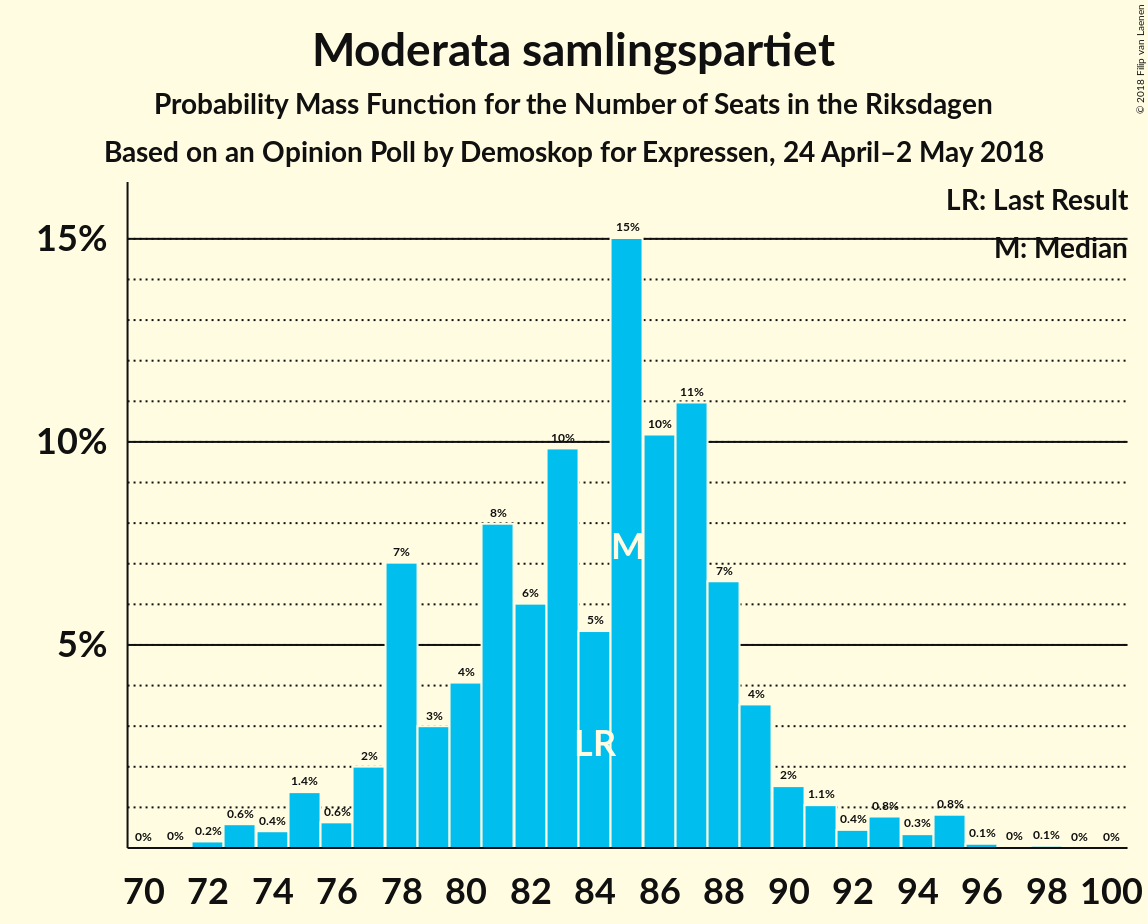 Moderata samlingspartiet
Probability Mass Function for the Number of Seats in the Riksdagen
Based on an Opinion Poll by Demoskop for Expressen, 24 April–2 May 2018
© 2018 Filip van Laenen
LR: Last Result
M: Median
15%
10%
5%
0% 0% 0.2% 0.6% 0.4% 1.4% 0.6% 2% 7% 3% 4% 8% 6% 10% 5% 15% 10% 11% 7% 4% 2% 1.1% 0.4% 0.8% 0.3% 0.8% 0.1% 0% 0.1% 0% 0%
M
LR
70 72 74 76 78 80 82 84 86 88 90 92 94 96 98 100